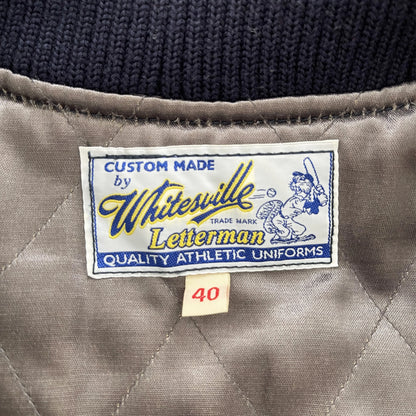 CUSTOM MADE
by
Whitesville
TRADE MARK
Letterman
QUALITY ATHLETIC UNIFORMS
40